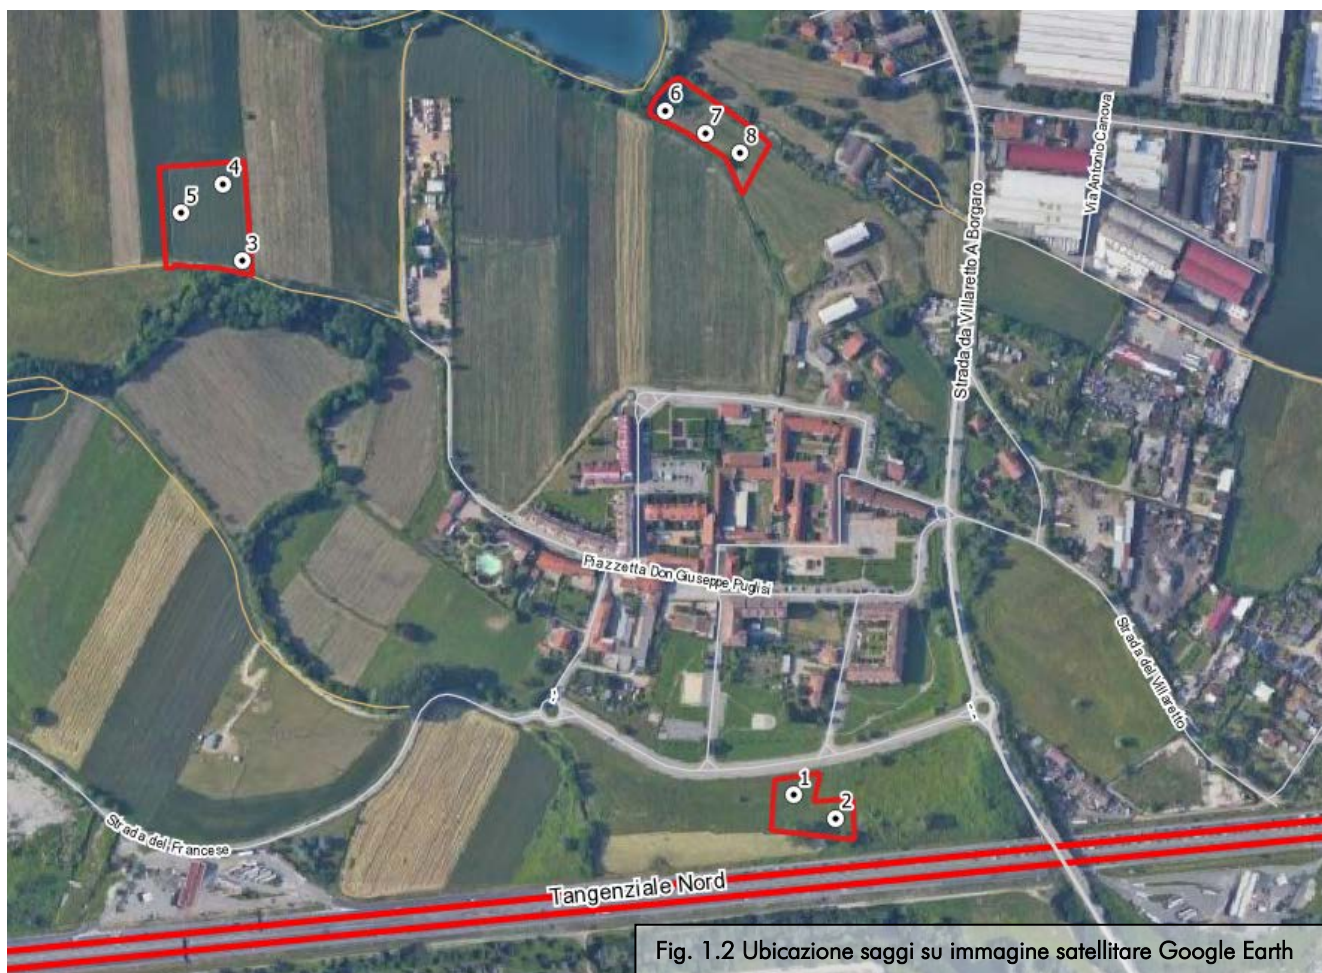 6
7
8
4
5
3
Via Antonio Canova
Strada da Villaretto A Borgaro
Piazzetta Don Giuseppe Puglisi
Strada del Villaretto
1
2
Strada del Francese
Tangenziale Nord
Fig. 1.2 Ubicazione saggi su immagine satellitare Google Earth